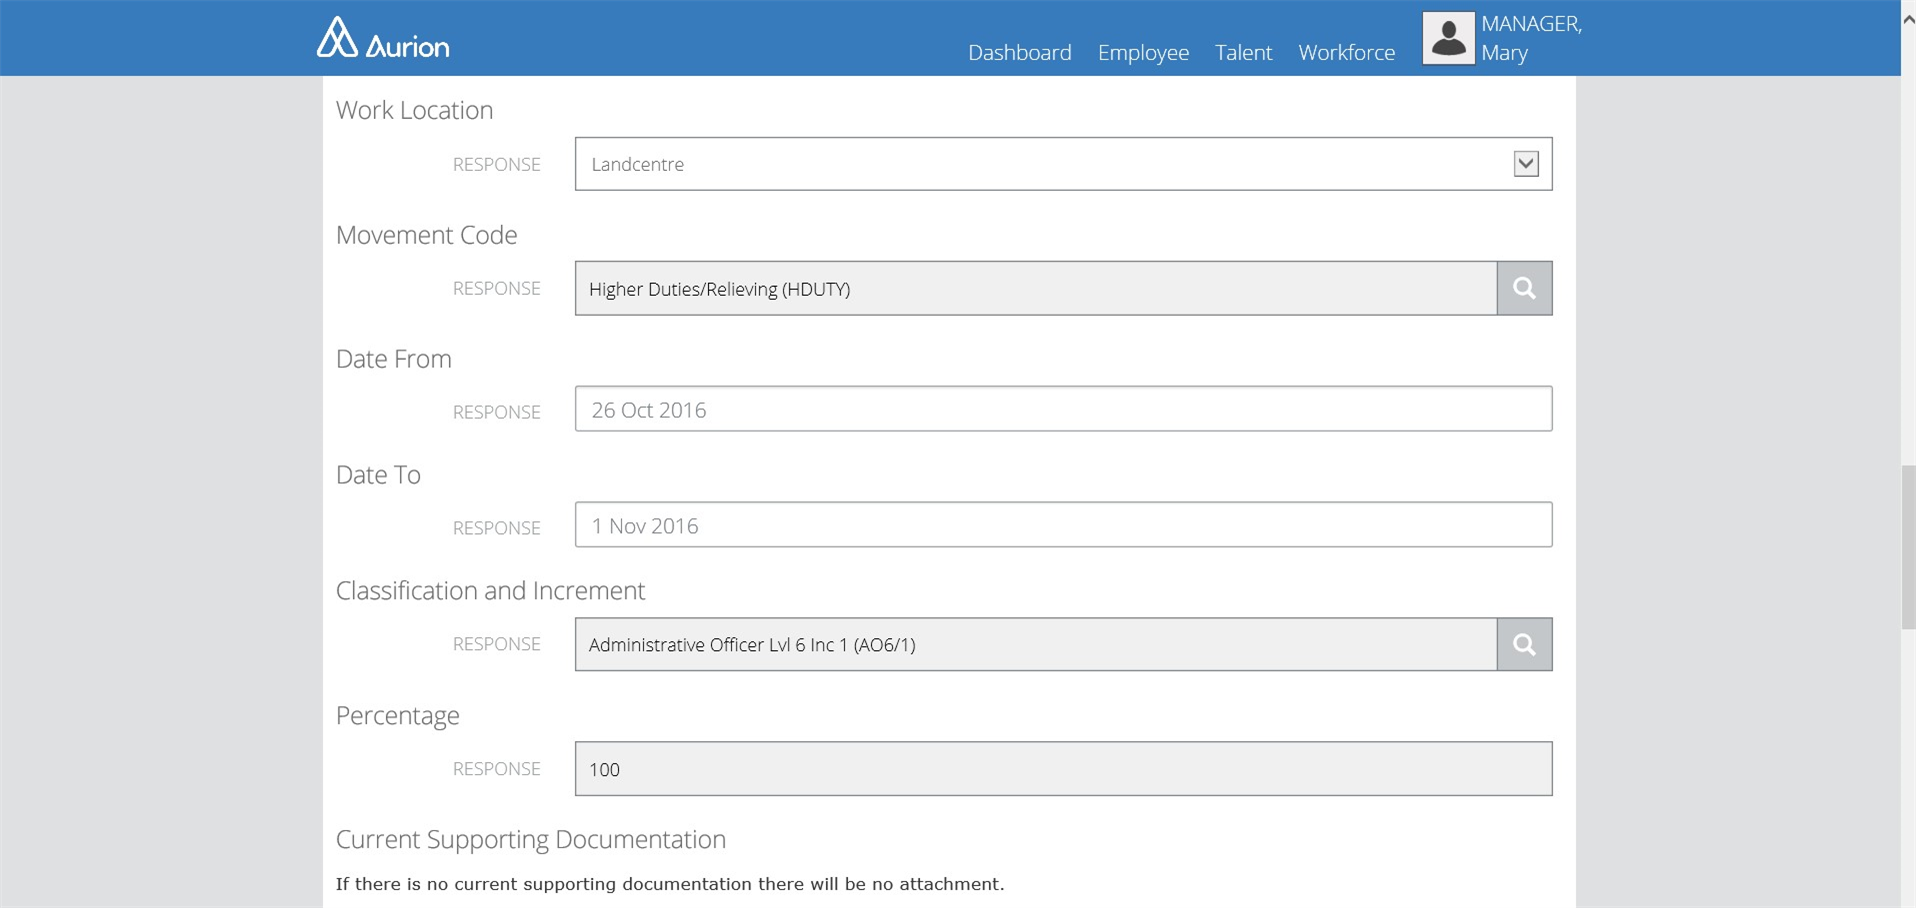 Aurion
Dashboard
Employee
Talent
Workforce
MANAGER,
Mary
Work Location
RESPONSE
Landcentre
Movement Code
RESPONSE
Higher Duties/Relieving (HDUTY)
Date From
RESPONSE
26 Oct 2016
Date To
RESPONSE
1 Nov 2016
Classification and Increment
RESPONSE
Administrative Officer Lvl 6 Inc 1 (AO6/1)
Percentage
RESPONSE
100
Current Supporting Documentation
If there is no current supporting documentation there will be no attachment.